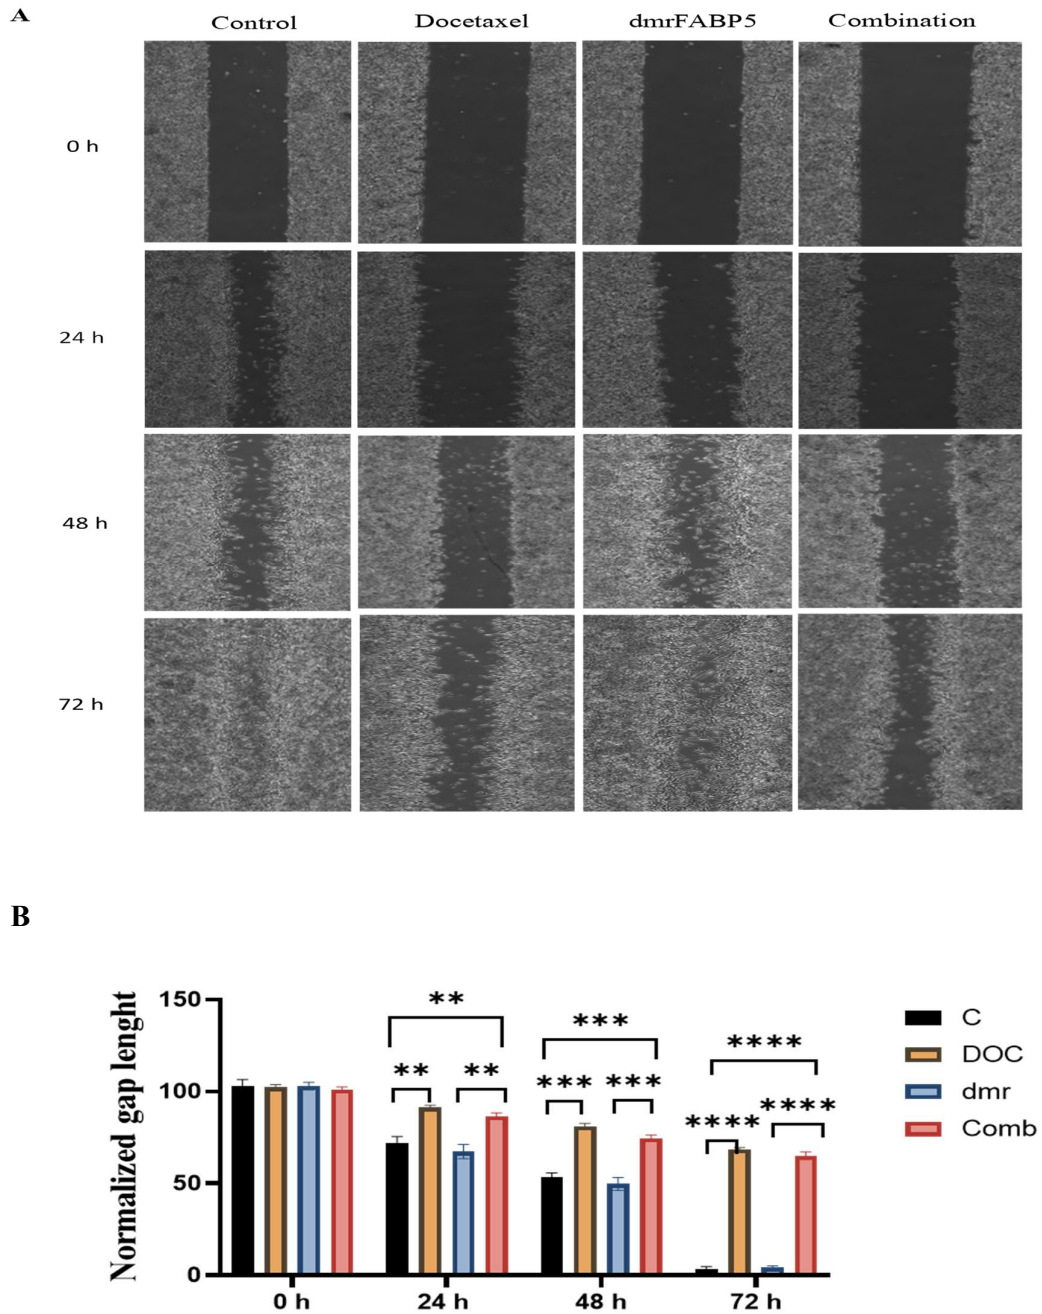 A
Control Docetaxel dmrFABP5 Combination
0 h
24 h
48 h
72 h
B
Normalized gap lenght
150
100
50
0
**
** **
***
*** ***
****
**** ****
0 h 24 h 48 h 72 h
C
DOC
dmr
Comb